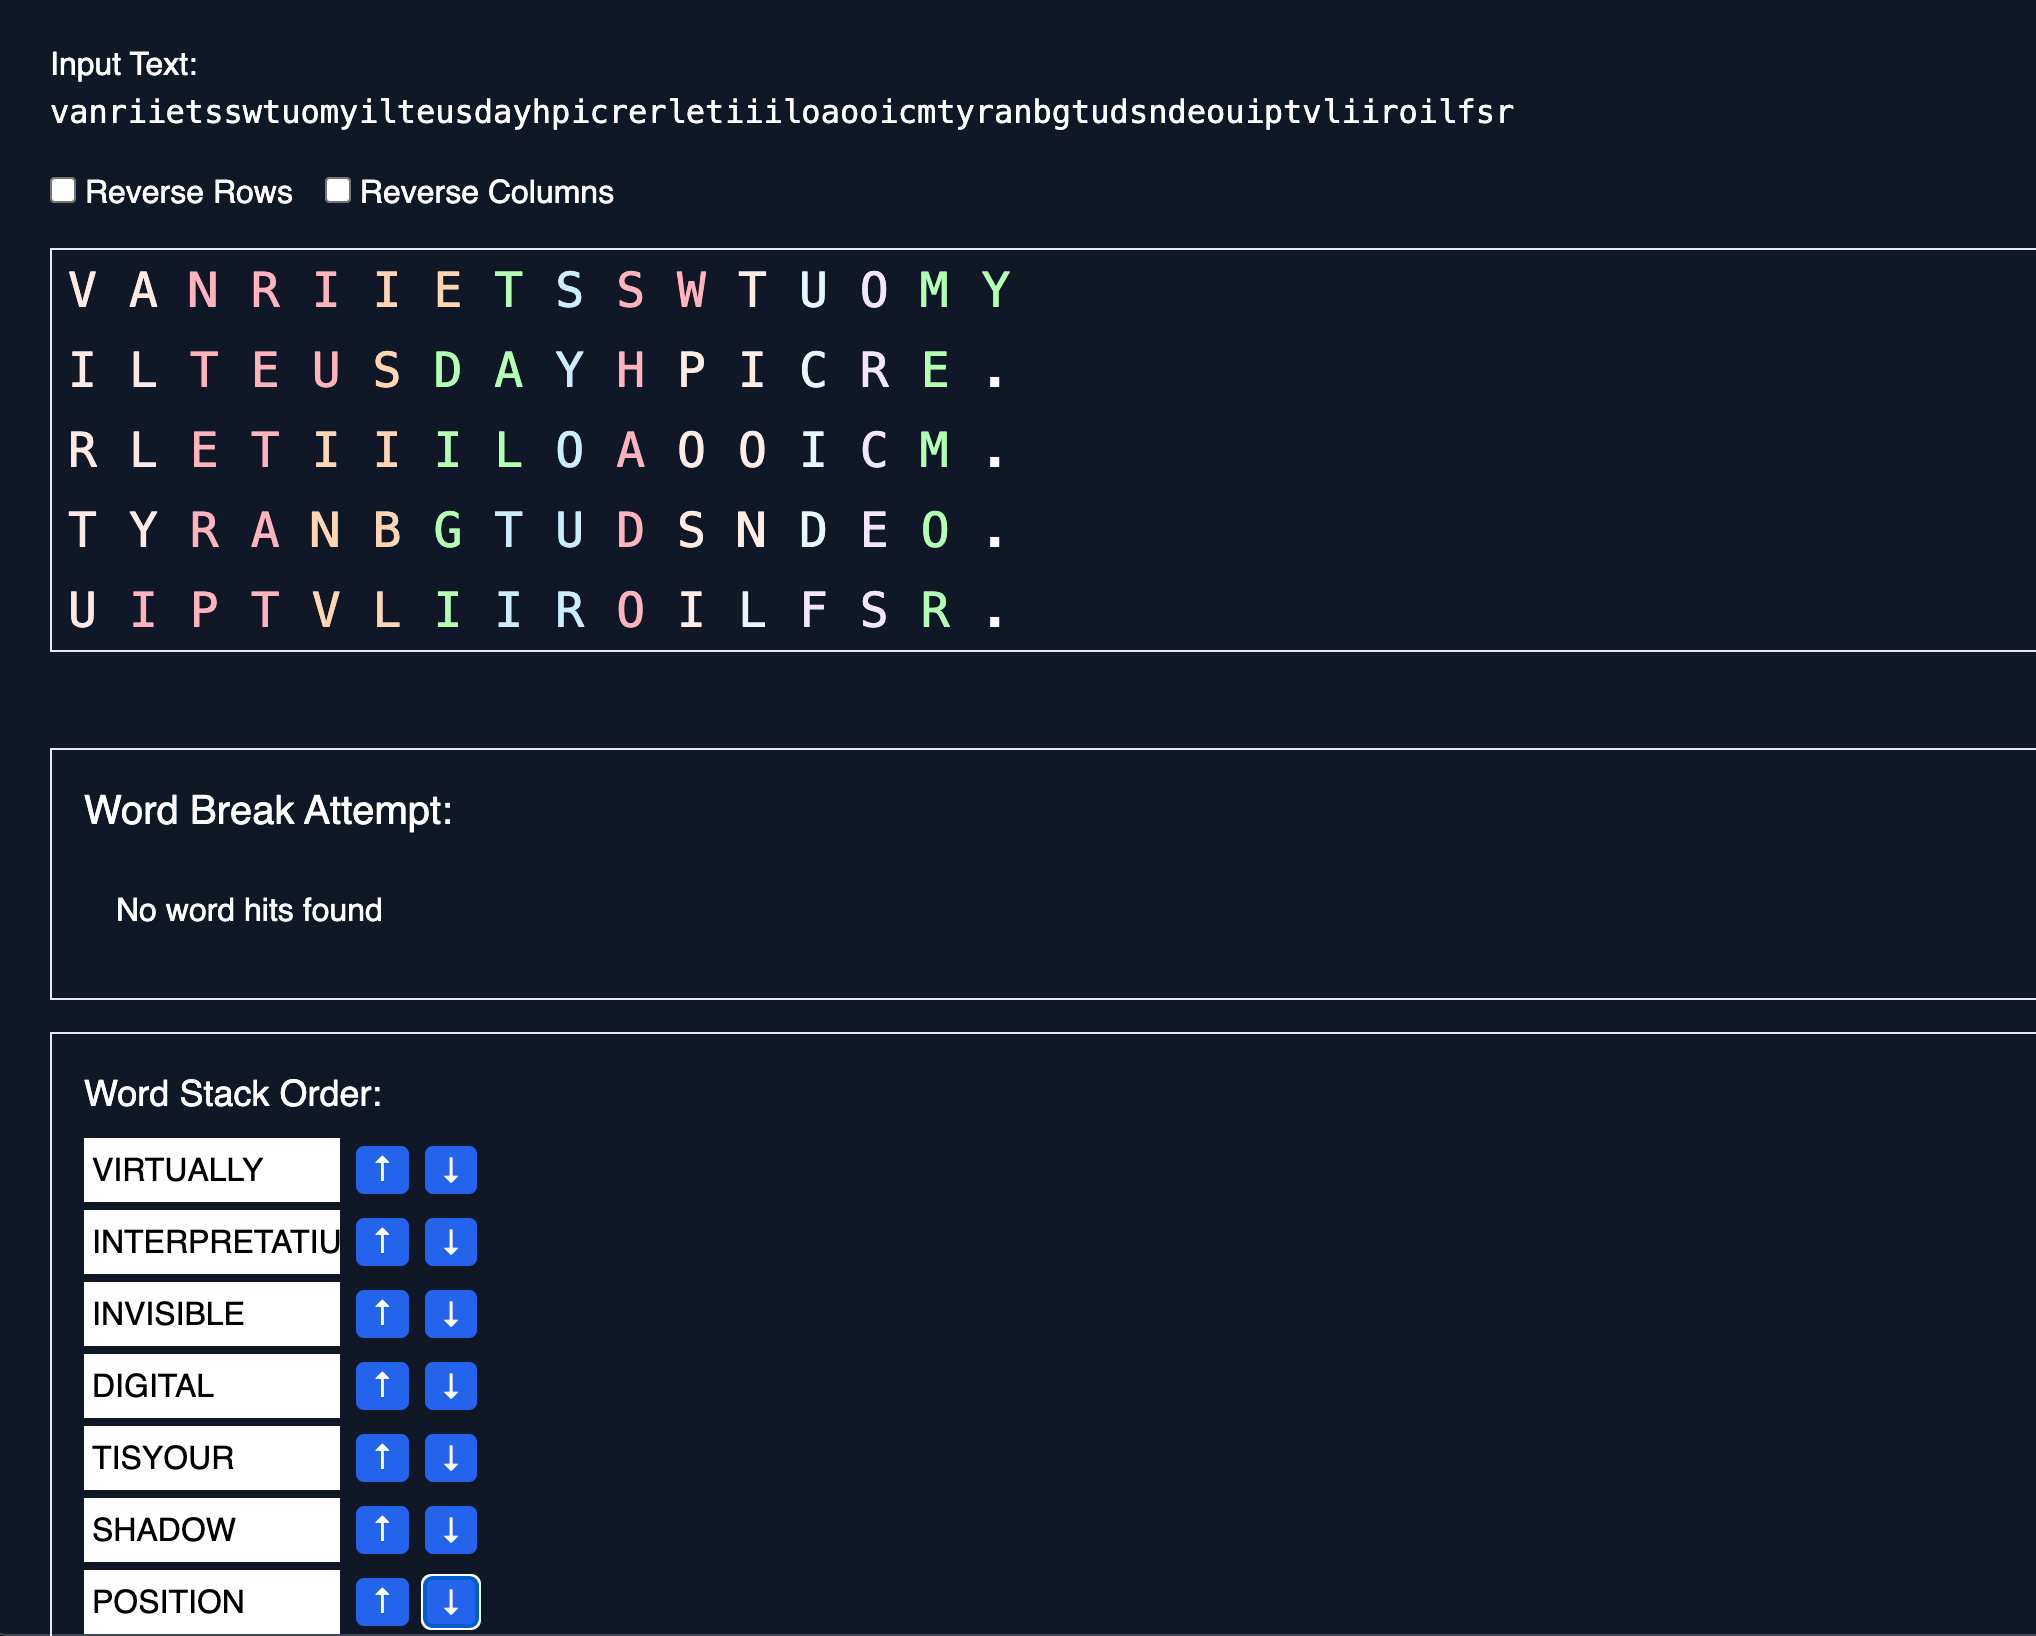 Input Text:
vanriietsswtuomyilteusdayhpicrerletiiiloaooicmtyranbgtudsndeouiptvliiroilfsr
Reverse Rows Reverse Columns
V A N R I I E T S S W T U O M Y
I L T E U S D A Y H P I C R E .
R L E T I I I L O A O O I C M .
T Y R A N B G T U D S N D E O .
U I P T V L I I R O I L F S R .
Word Break Attempt:
No word hits found
Word Stack Order:
VIRTUALLY ↑ ↓
INTERPRETATIU ↑ ↓
INVISIBLE ↑ ↓
DIGITAL ↑ ↓
TISYOUR ↑ ↓
SHADOW ↑ ↓
POSITION ↑ ↓